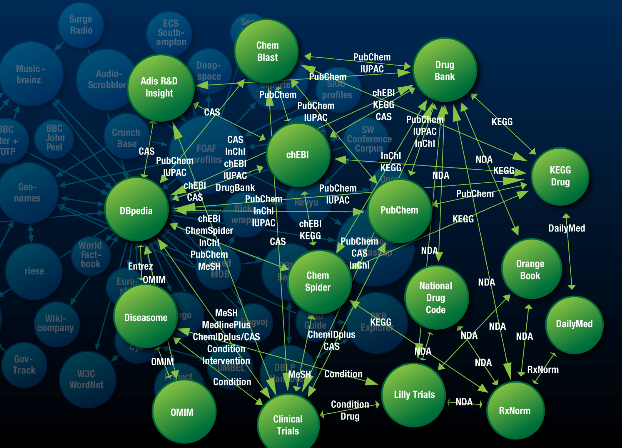 Surge
Radio
ECS
South-
ampton
Music-
brainz
Audio-
Scrobbler
Doap-
space
Adis R&D
Insight
Chem
Blast
Drug
Bank
PubChem
IUPAC
PubChem
IUPAC
PubChem
chEBI
KEGG
CAS
PubChem
IUPAC
profiles
CAS
PubChem
IUPAC
InChI
KEGG
BBC
John
Peel
Crunch
Base
FOAF
profiles
SW
Conference
Corpus
CAS
CAS
InChI
chEBI
IUPAC
DrugBank
chEBI
InChI
KEGG
NDA
KEGG
PubChem
IUPAC
NDA
KEGG
Drug
Geo-
names
chEBI
CAS
PubChem
IUPAC
PubChem
DBpedia
PubChem
InChI
IUPAC
Revyu
PubChem
KEGG
chEBI
ChemSpider
InChI
PubChem
MeSH
chEBI
KEGG
DailyMed
CAS
PubChem
CAS
InChI
NDA
World
Fact-
book
riese
Entrez
OMIM
Chem
Spider
National
Drug
Code
Orange
Book
Wiki-
company
Diseasome
MeSH
MedlinePlus
ChemIDplus/CAS
Condition
Intervention
KEGG
ChemIDplus
CAS
NDA
NDA
NDA
DailyMed
Gov-
Track
W3C
WordNet
OMIM
Condition
MeSH
Condition
NDA
RxNorm
OMIM
Clinical
Trials
Condition
Drug
Lilly Trials
NDA
RxNorm